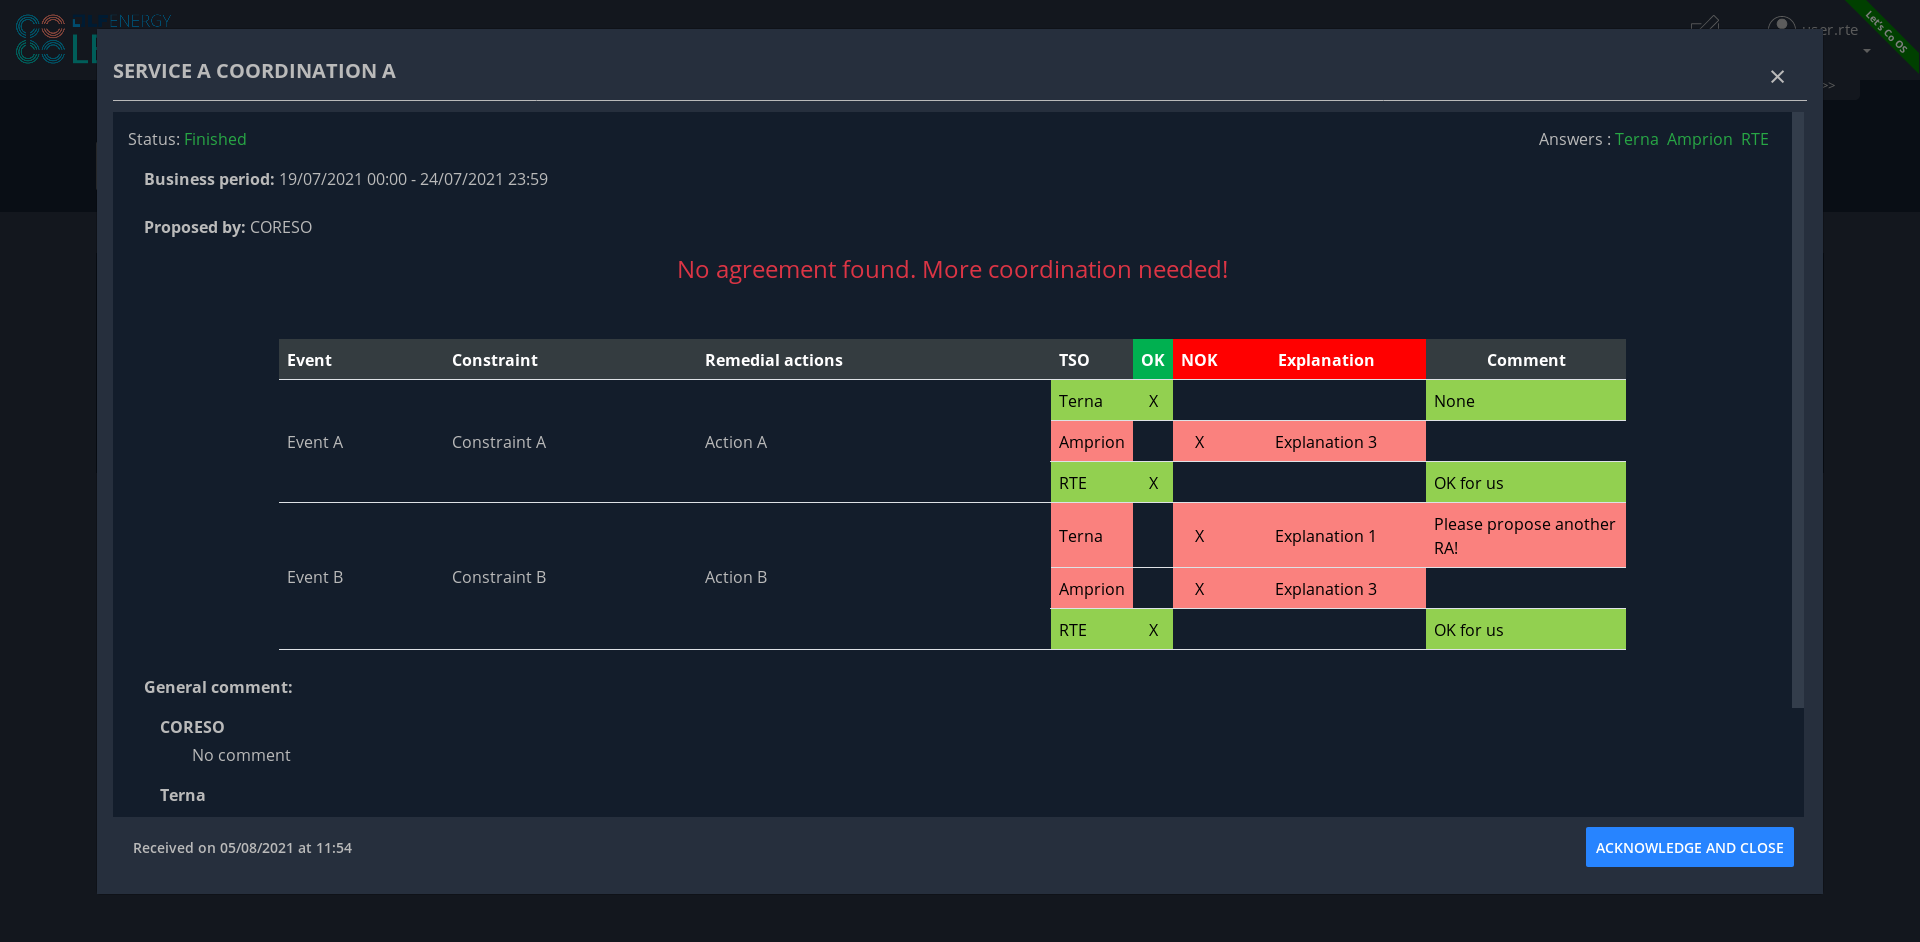 ENERGY
LE
user.rte
Let's Co OS
>>
SERVICE A COORDINATION A
×
Status: Finished
Answers : Terna Amprion RTE
Business period: 19/07/2021 00:00 - 24/07/2021 23:59
Proposed by: CORESO
No agreement found. More coordination needed!
Event Constraint Remedial actions TSO OK NOK Explanation Comment
Terna X None
Event A Constraint A Action A Amprion X Explanation 3
RTE X OK for us
Terna X Explanation 1 Please propose another
RA!
Event B Constraint B Action B
Amprion X Explanation 3
RTE X OK for us
General comment:
CORESO
No comment
Terna
Received on 05/08/2021 at 11:54
ACKNOWLEDGE AND CLOSE